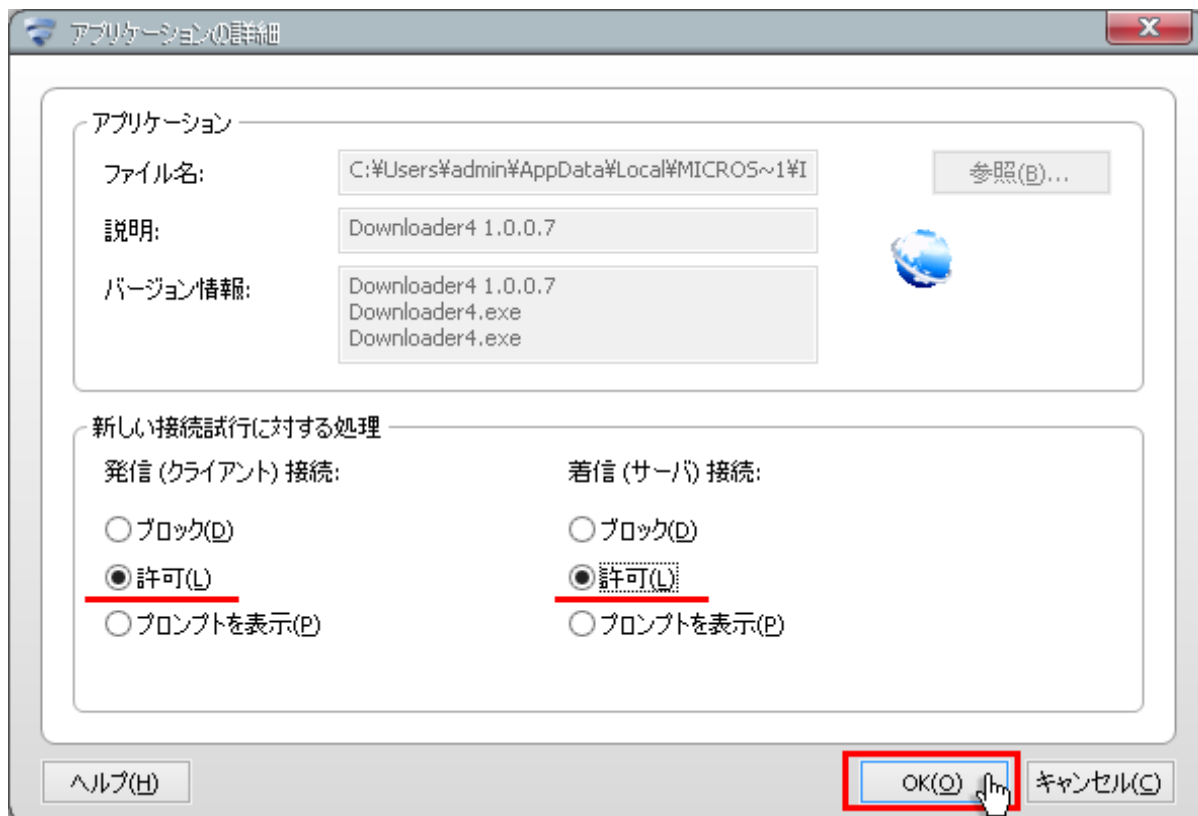 アプリケーションの詳細
アプリケーション
ファイル名:
C:¥Users¥admin¥AppData¥Local¥MICROS~1¥I
参照(B)...
説明:
Downloader4 1.0.0.7
バージョン情報:
Downloader4 1.0.0.7
Downloader4.exe
Downloader4.exe
新しい接続試行に対する処理
発信 (クライアント) 接続:
着信 (サーバ) 接続:
ブロック(D)
ブロック(D)
許可(L)
許可(L)
プロンプトを表示(P)
プロンプトを表示(P)
ヘルプ(H)
OK(O)
キャンセル(C)